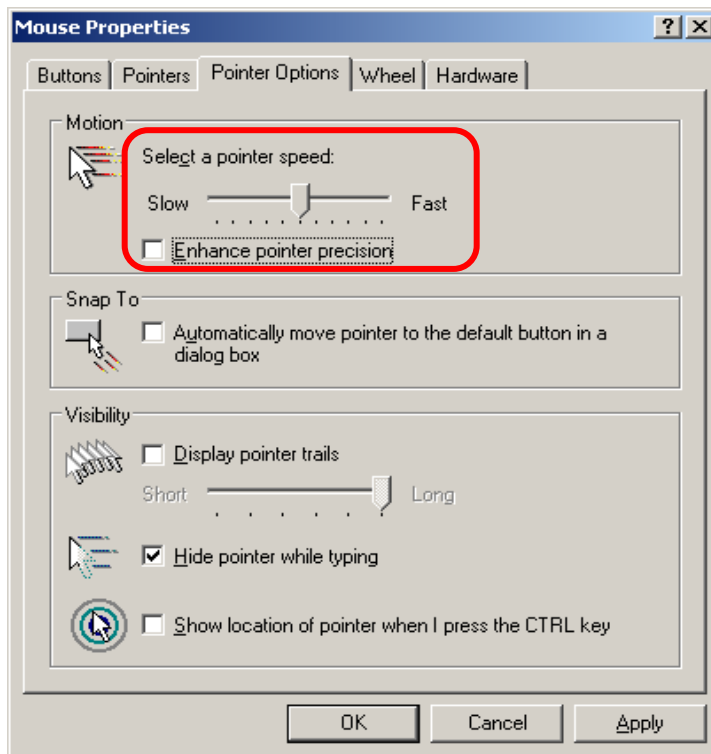 Mouse Properties
Buttons Pointers Pointer Options Wheel Hardware
Motion
Select a pointer speed:
Slow Fast
Enhance pointer precision
Snap To
Automatically move pointer to the default button in a
dialog box
Visibility
Display pointer trails
Short Long
Hide pointer while typing
Show location of pointer when I press the CTRL key
OK Cancel Apply